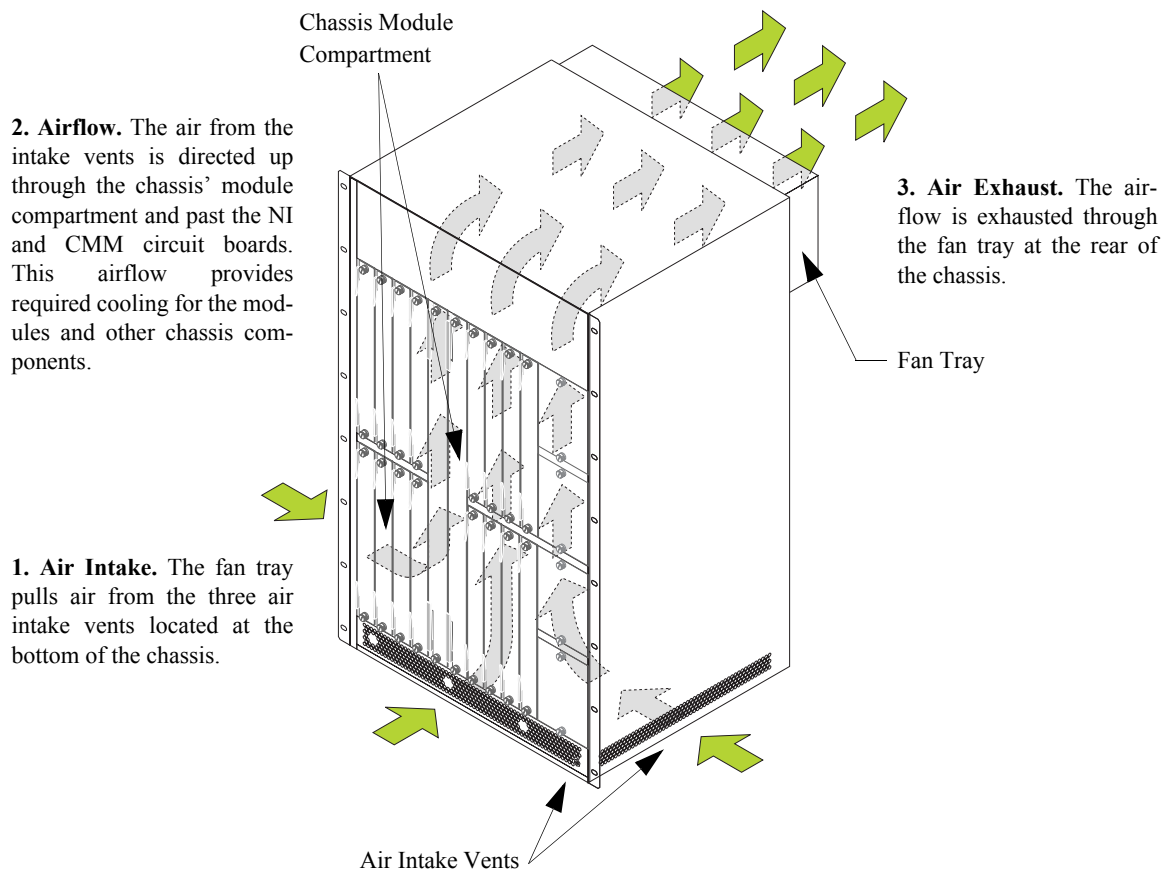 Chassis Module
Compartment
2. Airflow. The air from the
intake vents is directed up
through the chassis’ module
compartment and past the NI
and CMM circuit boards.
This airflow provides
required cooling for the mod-
ules and other chassis com-
ponents.
3. Air Exhaust. The air-
flow is exhausted through
the fan tray at the rear of
the chassis.
Fan Tray
1. Air Intake. The fan tray
pulls air from the three air
intake vents located at the
bottom of the chassis.
Air Intake Vents